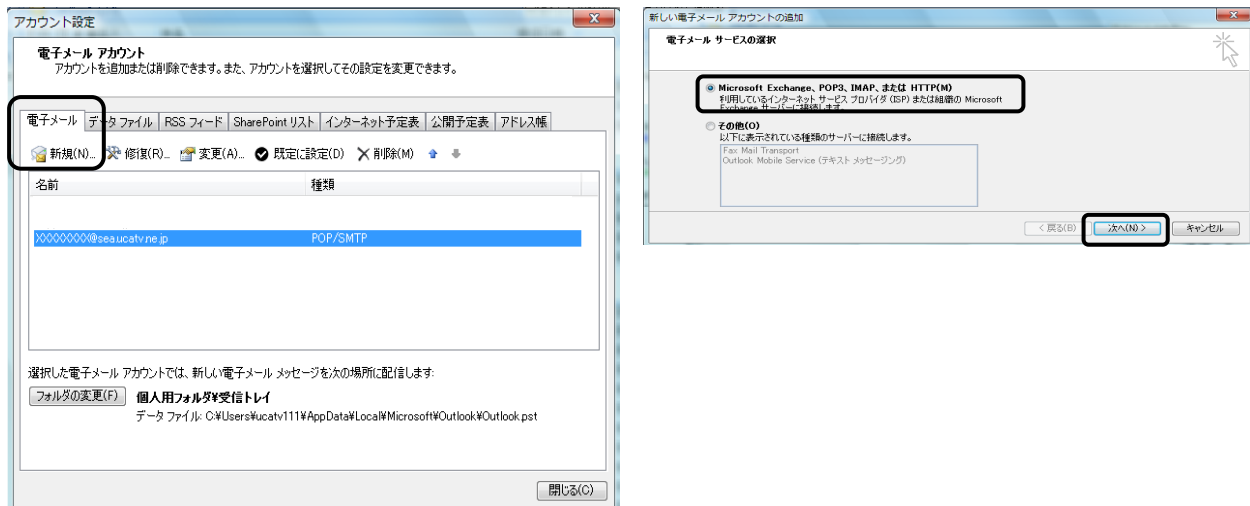 アカウント設定
電子メール アカウント
アカウントを追加または削除できます。また、アカウントを選択してその設定を変更できます。
電子メール データ ファイル RSS フィード SharePoint リスト インターネット予定表 公開予定表 アドレス帳
新規(N)... 修復(R)... 変更(A)... 既定に設定(D) 削除(M)
名前 種類
XXXXXXXX@sea.ucatv.ne.jp POP/SMTP
選択した電子メール アカウントでは、新しい電子メール メッセージを次の場所に配信します:
フォルダの変更(F) 個人用フォルダ¥受信トレイ
データ ファイル: C:¥Users¥ucatv111¥AppData¥Local¥Microsoft¥Outlook¥Outlook.pst
閉じる(C)
新しい電子メール アカウントの追加
電子メール サービスの選択
Microsoft Exchange、POP3、IMAP、または HTTP(M)
利用しているインターネット サービス プロバイダ (ISP) または組織の Microsoft
Exchange サーバーに接続します。
その他(O)
以下に表示されている種類のサーバーに接続します。
Fax Mail Transport
Outlook Mobile Service (テキスト メッセージング)
< 戻る(B) 次へ(N) > キャンセル